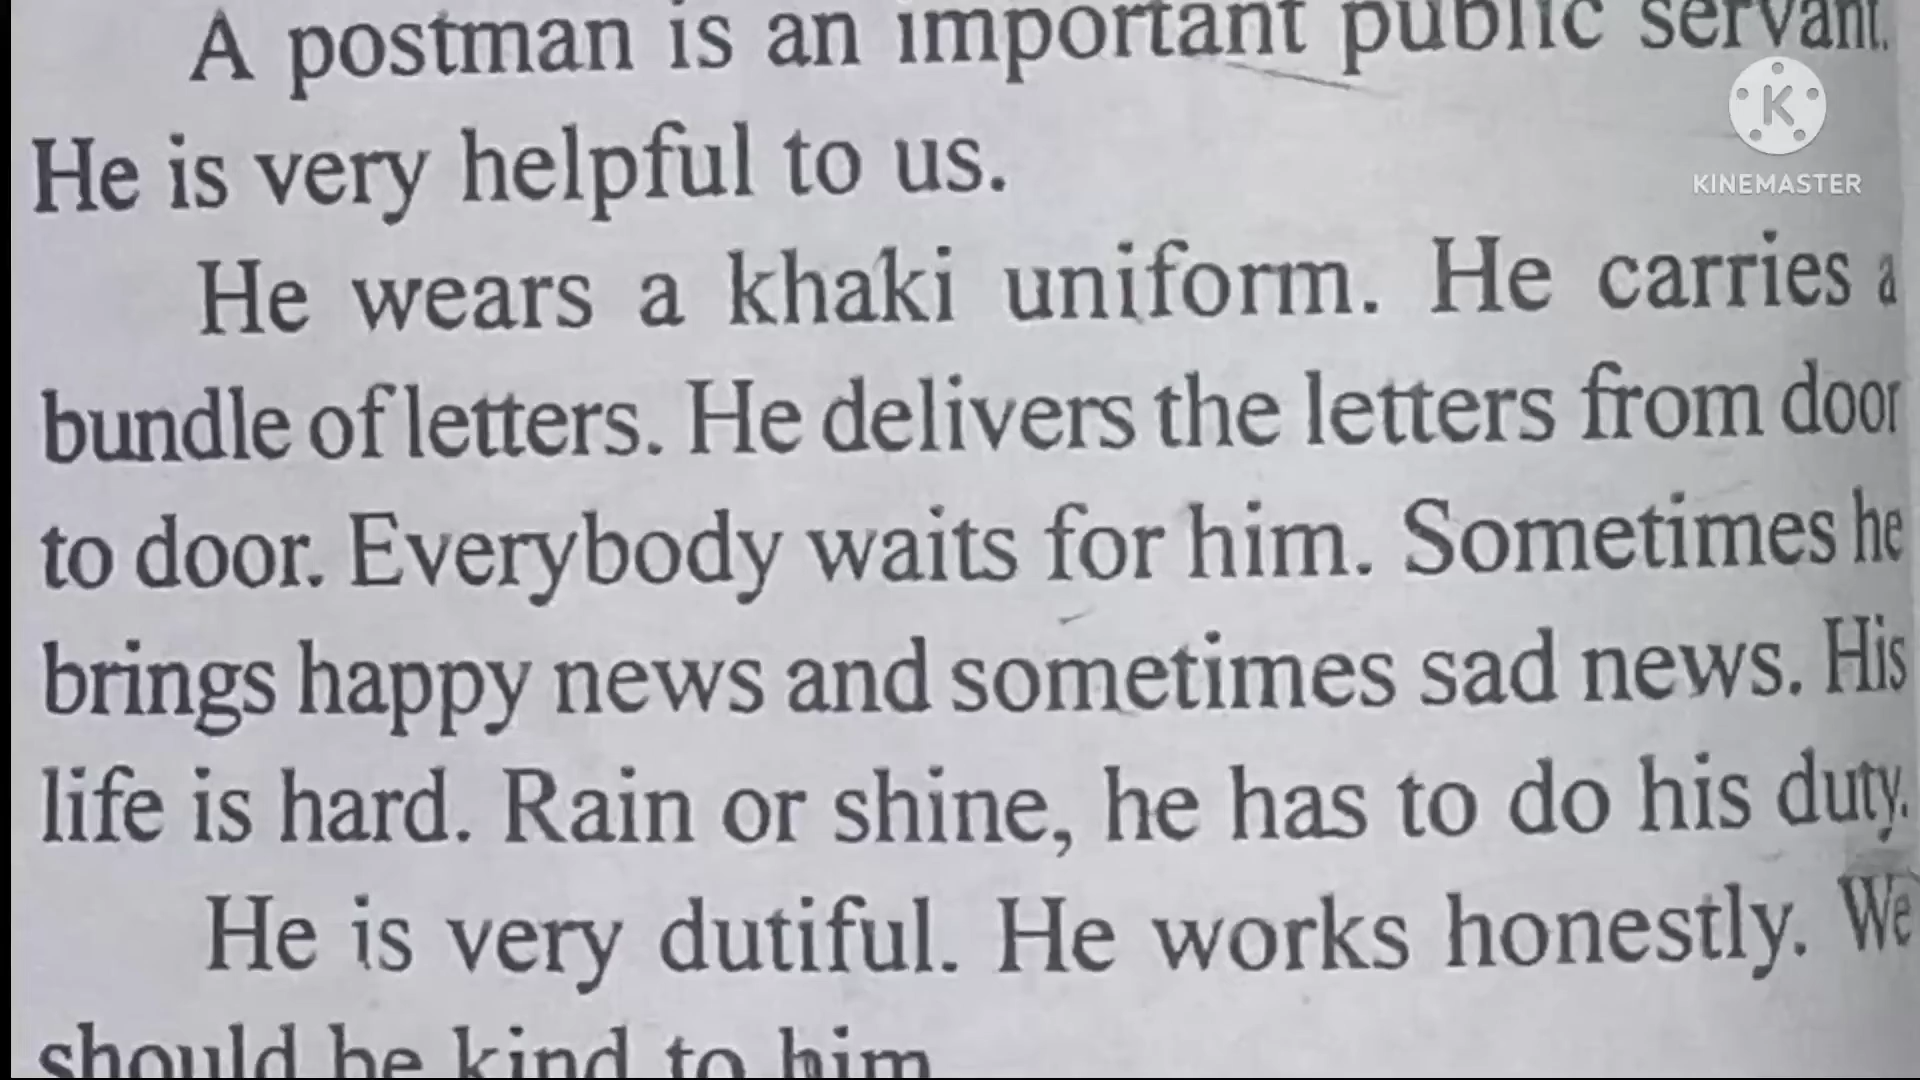 A postman is an important public servant.
He is very helpful to us.
He wears a khaki uniform. He carries a
bundle of letters. He delivers the letters from door
to door. Everybody waits for him. Sometimes he
brings happy news and sometimes sad news. His
life is hard. Rain or shine, he has to do his duty.
He is very dutiful. He works honestly. We
should be kind to him
K
KINEMASTER